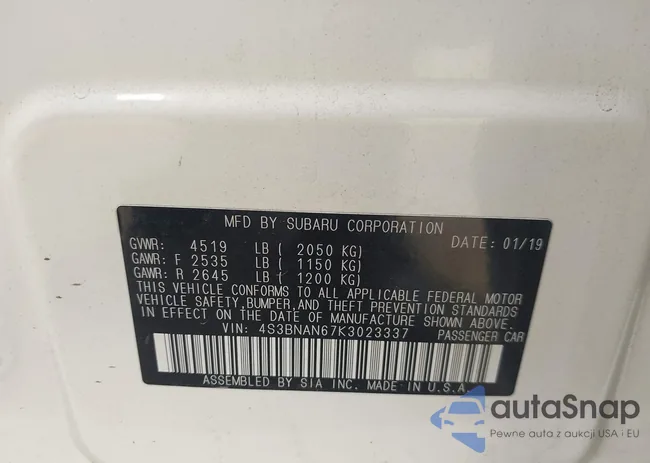 MFD BY SUBARU CORPORATION
GVWR: 4519 LB ( 2050 KG) DATE: 01/19
GAWR: F 2535 LB ( 1150 KG)
GAWR: R 2645 LB ( 1200 KG)
THIS VEHICLE CONFORMS TO ALL APPLICABLE FEDERAL MOTOR
VEHICLE SAFETY,BUMPER,AND THEFT PREVENTION STANDARDS
IN EFFECT ON THE DATE OF MANUFACTURE SHOWN ABOVE.
VIN: 4S3BNAN67K3023337 PASSENGER CAR
ASSEMBLED BY SIA INC. MADE IN U.S.A.
autaSnap
Pewne auta z aukcji USA i EU